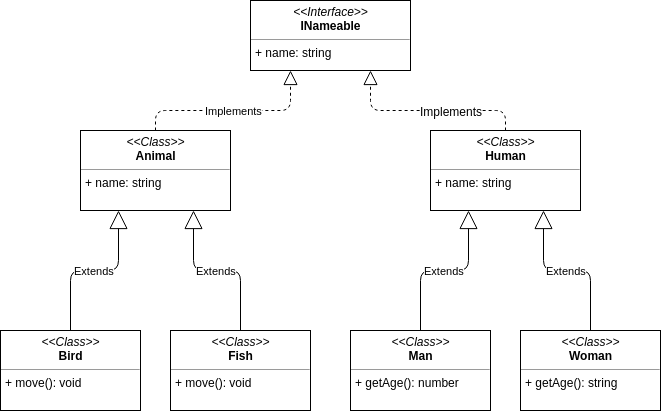 <<Interface>>
INameable
+ name: string
Implements
Implements
<<Class>>
Animal
+ name: string
<<Class>>
Human
+ name: string
Extends
Extends
Extends
Extends
<<Class>>
Bird
+ move(): void
<<Class>>
Fish
+ move(): void
<<Class>>
Man
+ getAge(): number
<<Class>>
Woman
+ getAge(): string